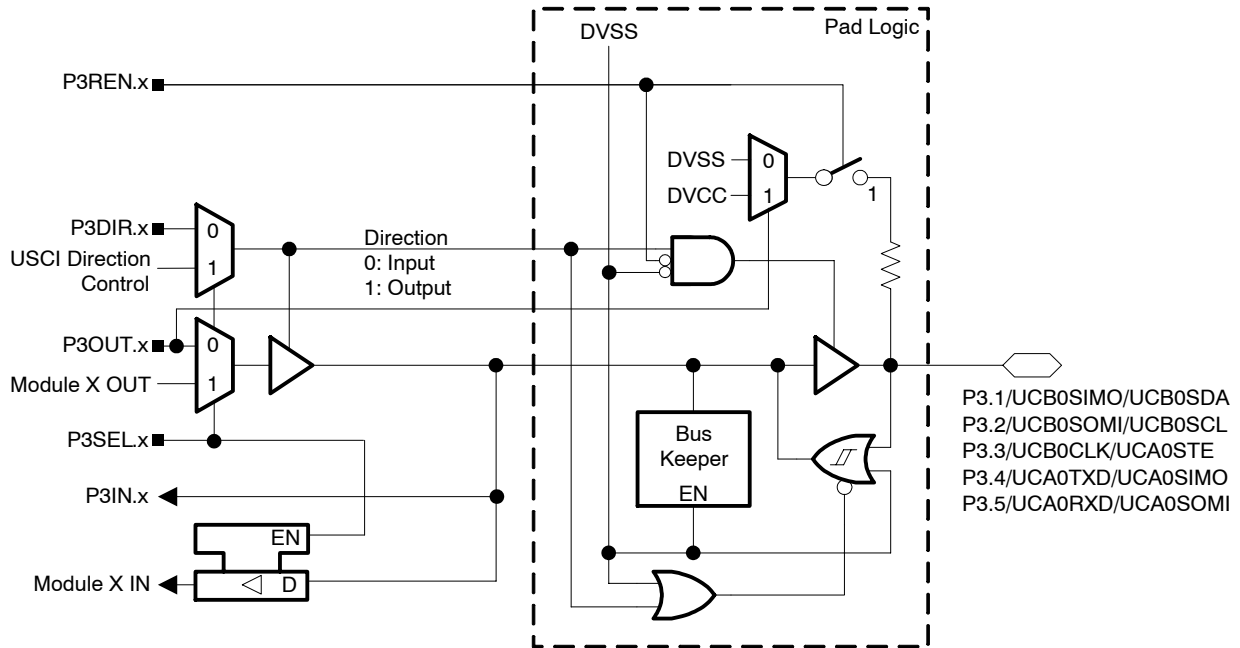 DVSS
Pad Logic
P3REN.x
DVSS
0
DVCC
1
1
P3DIR.x
0
USCI Direction
Control
1
Direction
0: Input
1: Output
P3OUT.x
0
Module X OUT
1
P3SEL.x
Bus
Keeper
EN
P3.1/UCB0SIMO/UCB0SDA
P3.2/UCB0SOMI/UCB0SCL
P3.3/UCB0CLK/UCA0STE
P3.4/UCA0TXD/UCA0SIMO
P3.5/UCA0RXD/UCA0SOMI
P3IN.x
EN
Module X IN
D